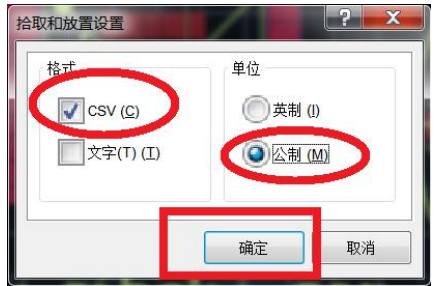 拾取和放置设置
格式
CSV (C)
文字(T) (I)
单位
英制 (I)
公制 (M)
确定
取消